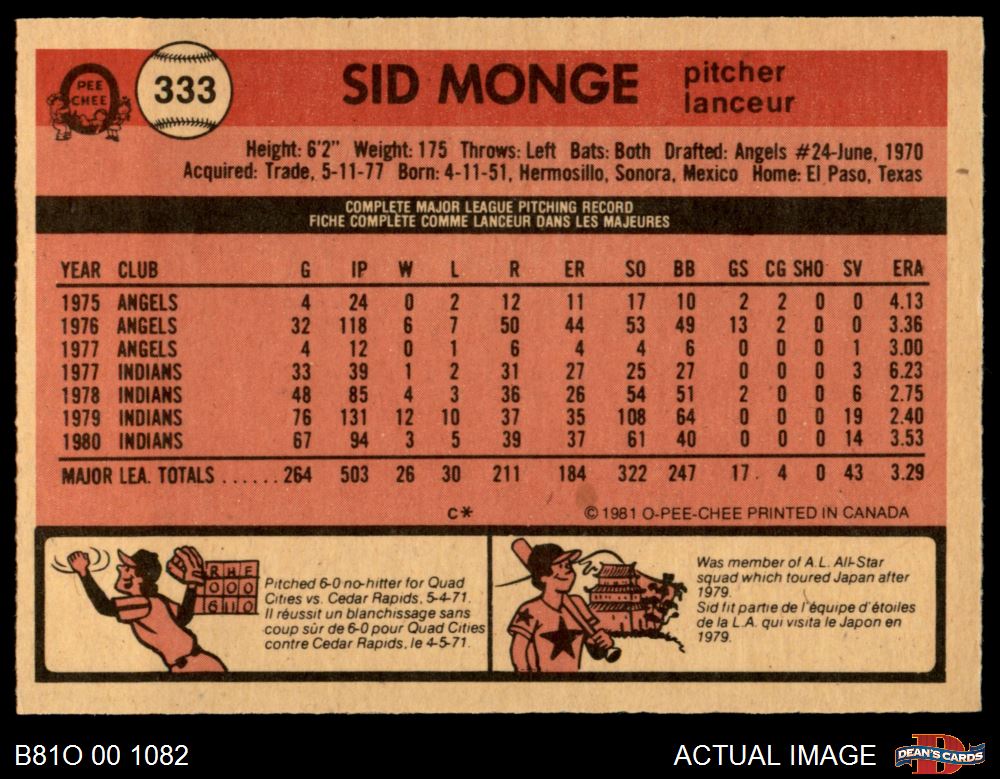 PEE
CHEE
333
SID MONGE
pitcher
lanceur
Height: 6'2" Weight: 175 Throws: Left Bats: Both Drafted: Angels #24-June, 1970
Acquired: Trade, 5-11-77 Born: 4-11-51, Hermosillo, Sonora, Mexico Home: El Paso, Texas
COMPLETE MAJOR LEAGUE PITCHING RECORD
FICHE COMPLÈTE COMME LANCEUR DANS LES MAJEURES
YEAR CLUB G IP W L R ER SO BB GS CG SHO SV ERA
1975 ANGELS 4 24 0 2 12 11 17 10 2 2 0 0 4.13
1976 ANGELS 32 118 6 7 50 44 53 49 13 2 0 0 3.36
1977 ANGELS 4 12 0 1 6 4 4 6 0 0 0 1 3.00
1977 INDIANS 33 39 1 2 31 27 25 27 0 0 0 3 6.23
1978 INDIANS 48 85 4 3 36 26 54 51 2 0 0 6 2.75
1979 INDIANS 76 131 12 10 37 35 108 64 0 0 0 19 2.40
1980 INDIANS 67 94 3 5 39 37 61 40 0 0 0 14 3.53
MAJOR LEA. TOTALS ...... 264 503 26 30 211 184 322 247 17 4 0 43 3.29
C* © 1981 O-PEE-CHEE PRINTED IN CANADA
R H E
0 0 0
6 1 0
Pitched 6-0 no-hitter for Quad
Cities vs. Cedar Rapids, 5-4-71.
Il réussit un blanchissage sans
coup sûr de 6-0 pour Quad Cities
contre Cedar Rapids, le 4-5-71.
Was member of A.L. All-Star
squad which toured Japan after
1979.
Sid fit partie de l'équipe d'étoiles
de la L.A. qui visita le Japon en
1979.
B81O 00 1082
ACTUAL IMAGE
DEAN'S CARDS